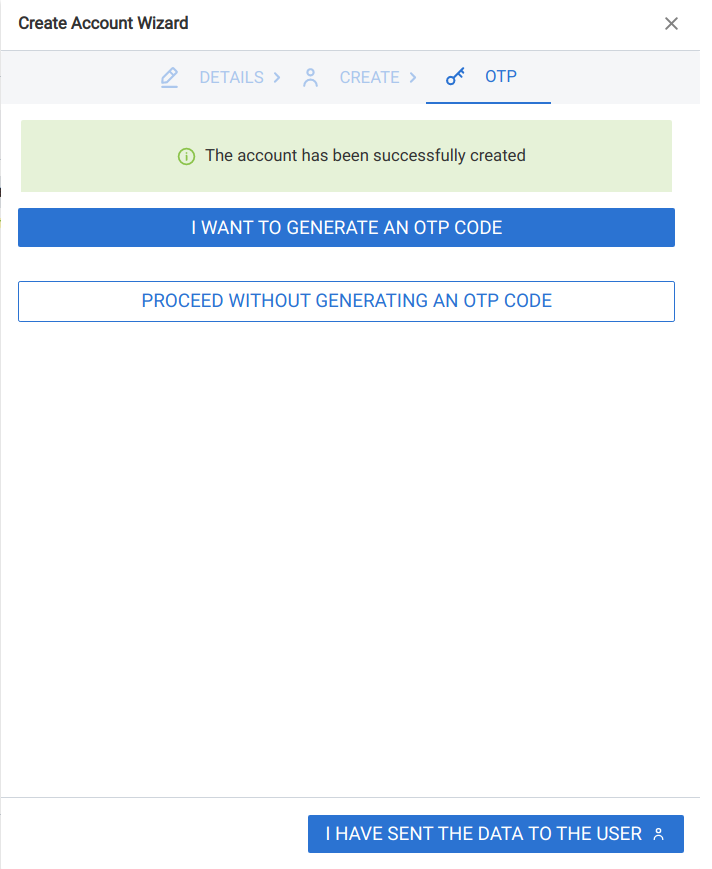 Create Account Wizard
DETAILS
CREATE
OTP
The account has been successfully created
I WANT TO GENERATE AN OTP CODE
PROCEED WITHOUT GENERATING AN OTP CODE
I HAVE SENT THE DATA TO THE USER